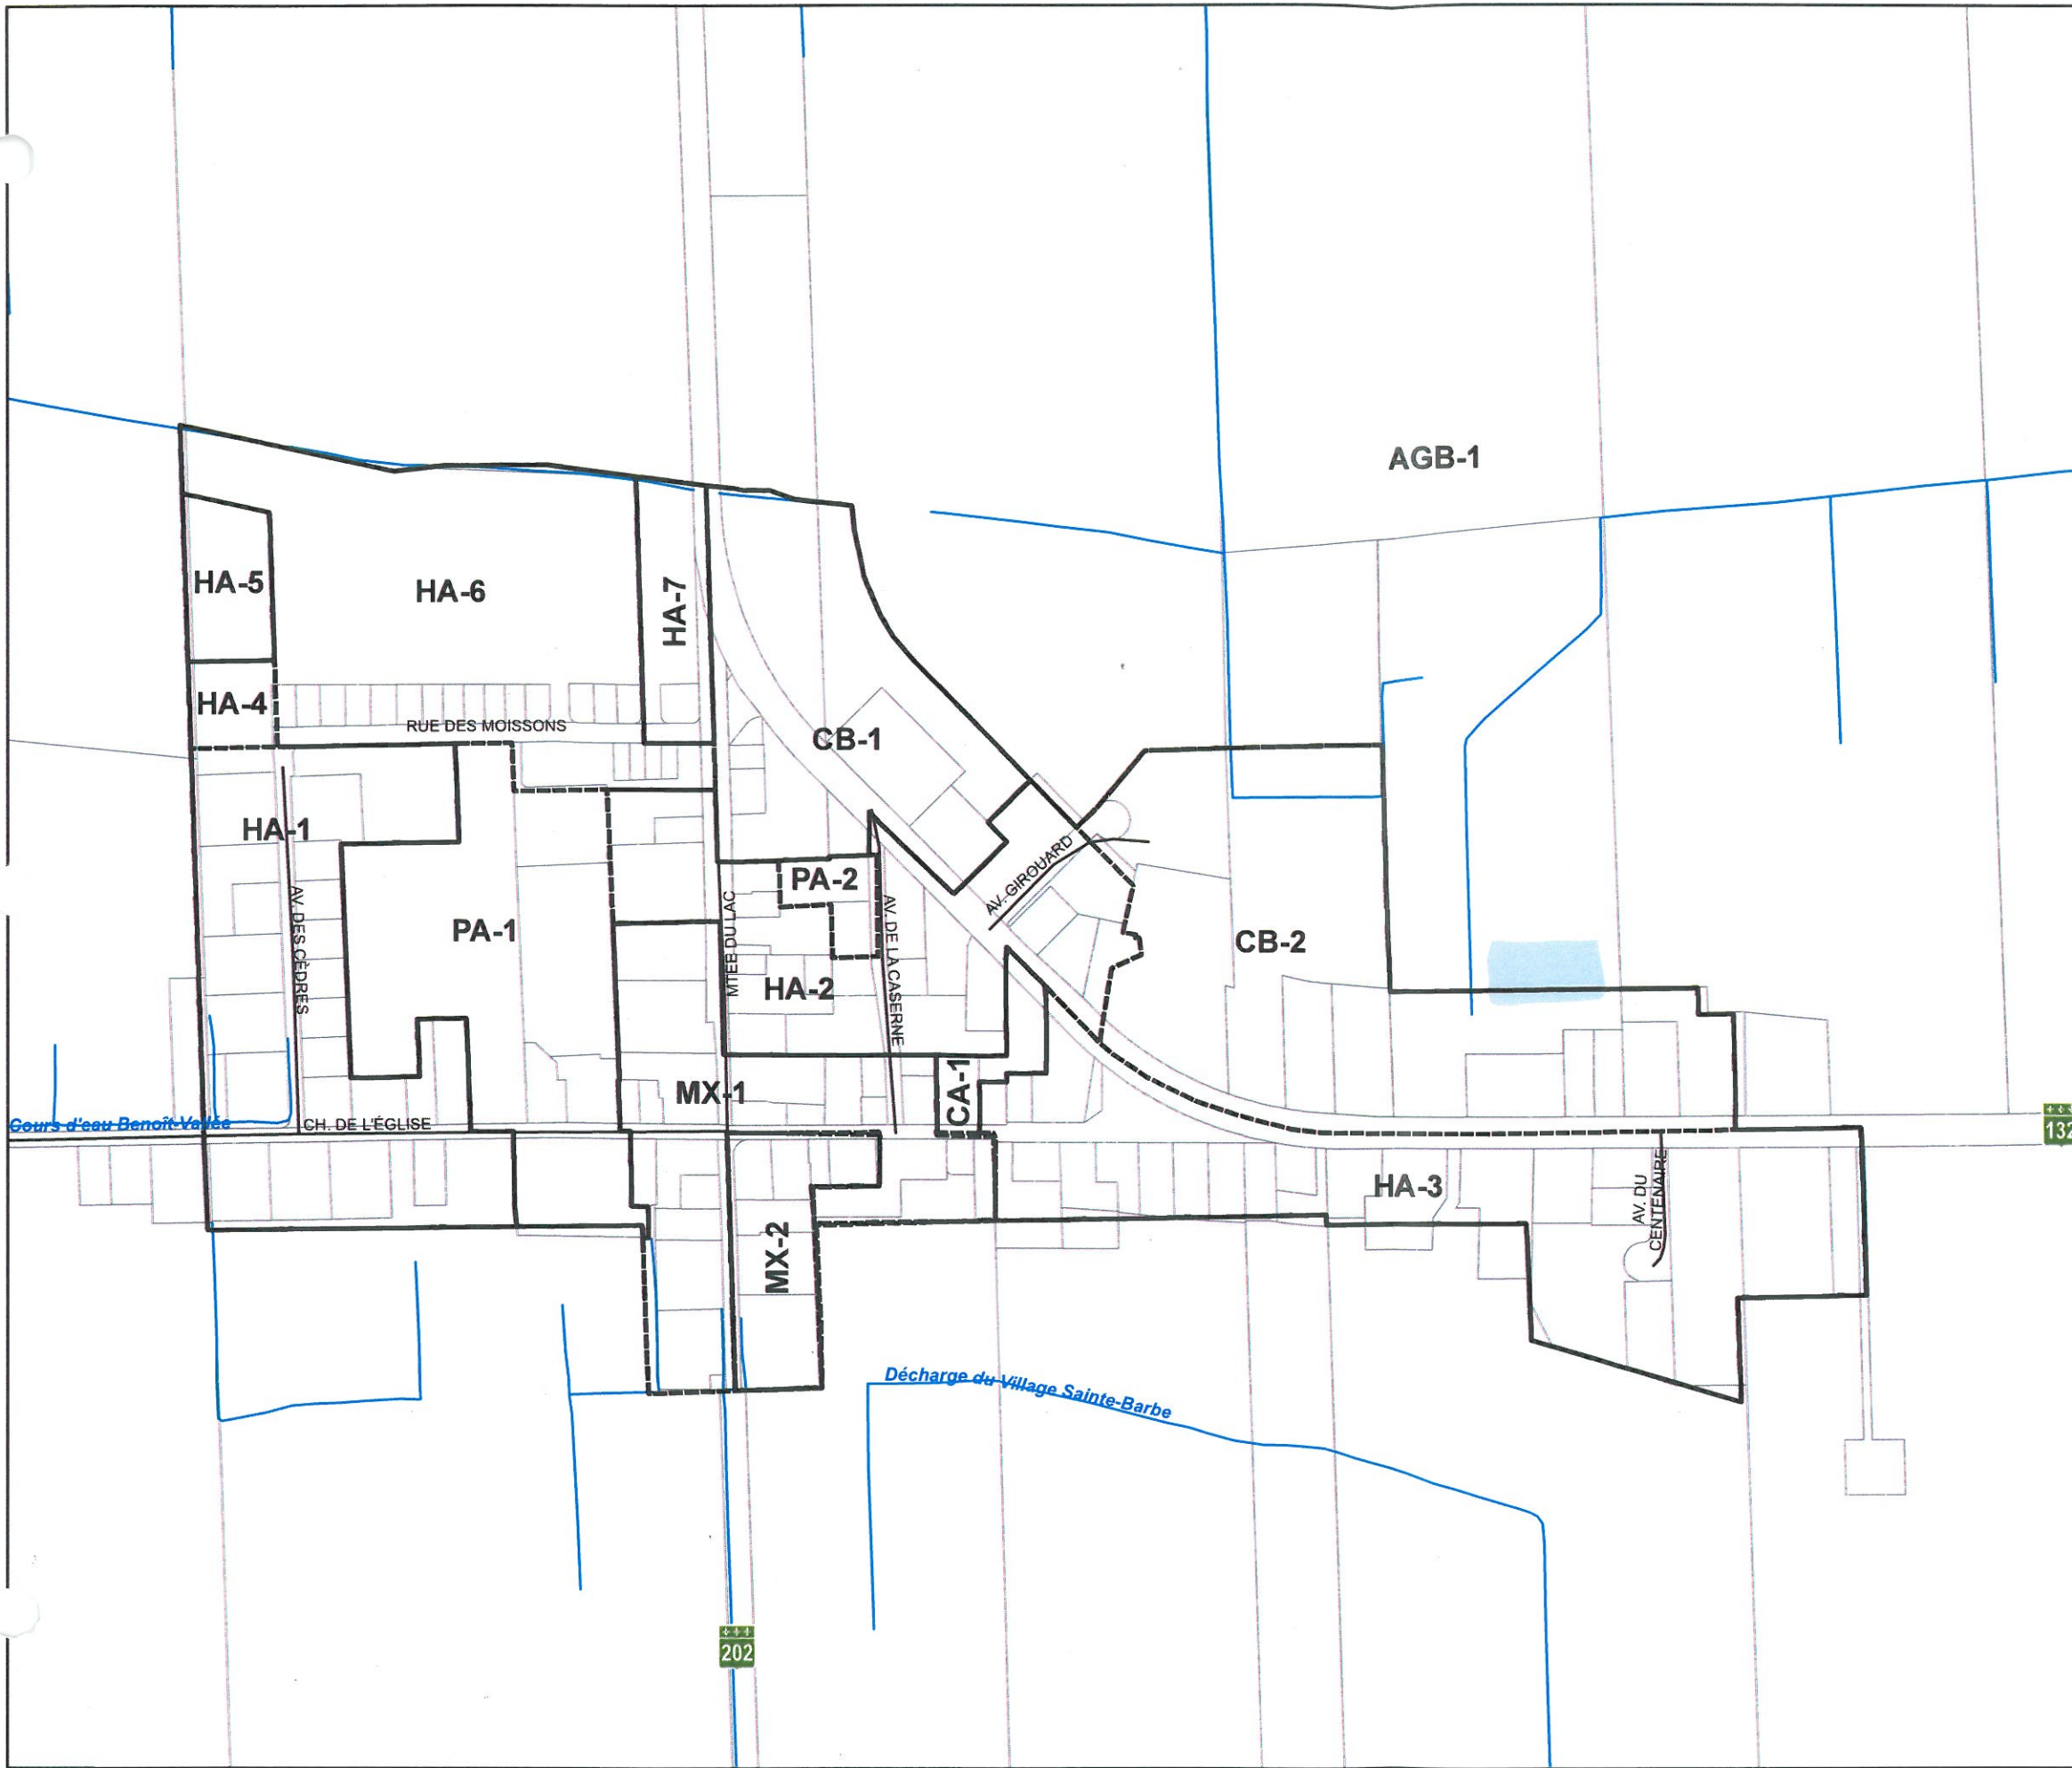 AGB-1
HA-5
HA-6
HA-7
HA-4
RUE DES MOISSONS
CB-1
HA-1
AV. GIROUARD
PA-2
AV. DES CÈDRES
PA-1
MTEE DU LAC
AV. DE LA CASERNE
CB-2
HA-2
MX-1
CA-1
Cours d'eau Benoît-Vallée
CH. DE L'ÉGLISE
132
HA-3
AV. DU
CENTENAIRE
MX-2
Décharge du Village Sainte-Barbe
202